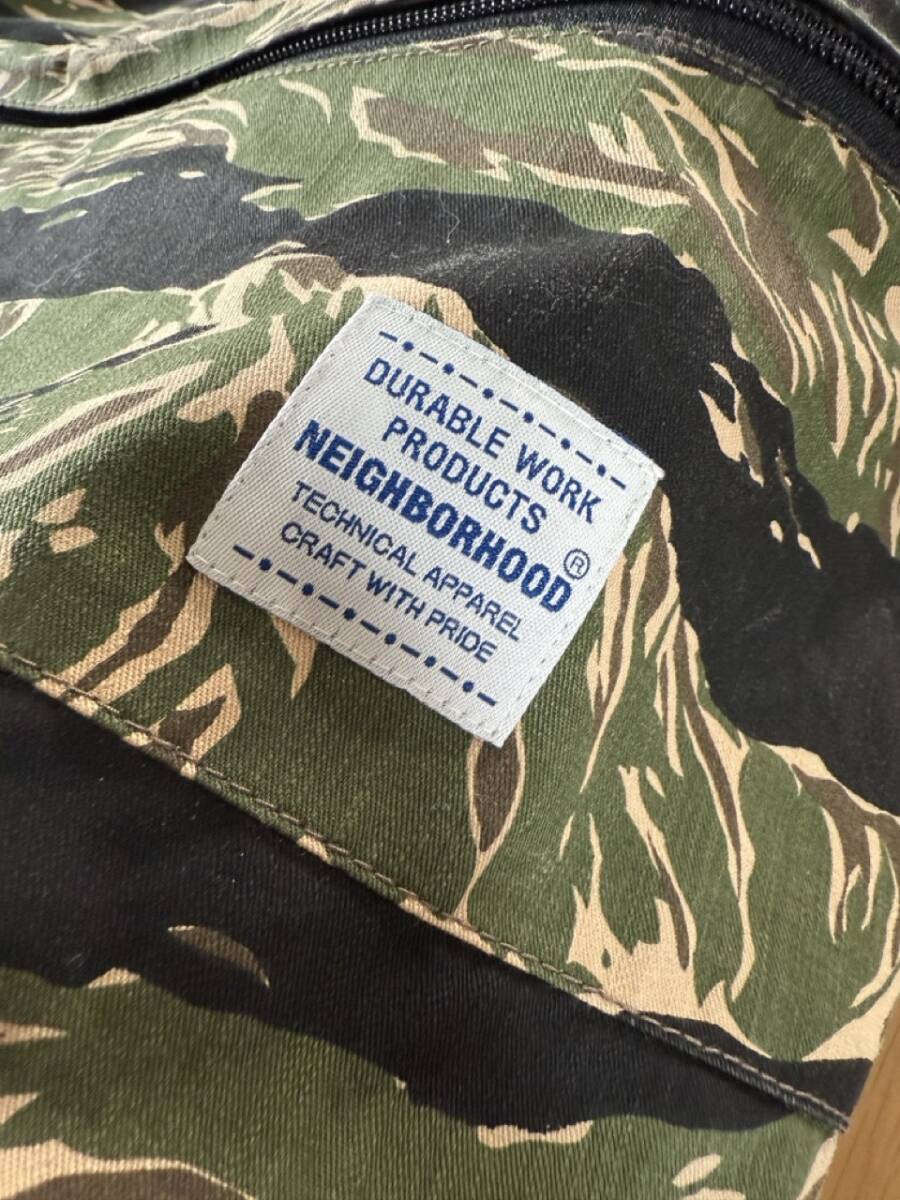 DURABLE WORK
PRODUCTS
NEIGHBORHOOD®
TECHNICAL APPAREL
CRAFT WITH PRIDE